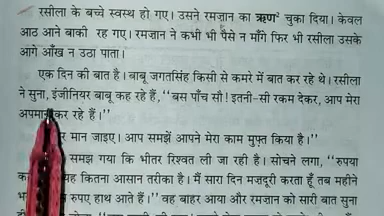 रसीला के बच्चे स्वस्थ हो गए। उसने रमज़ान का ऋण² चुका दिया। केवल
आठ आने बाकी रह गए। रमज़ान ने कभी भी पैसे न माँगे फिर भी रसीला उसके
आगे आँख न उठा पाता।
एक दिन की बात है। बाबू जगतसिंह किसी से कमरे में बात कर रहे थे। रसीला
ने सुना, इंजीनियर बाबू कह रहे हैं, "बस पाँच सौ! इतनी-सी रकम देकर, आप मेरा
अपमान कर रहे हैं।"
मान जाइए। आप समझें आपने मेरा काम मुफ़्त किया है।"
समझ गया कि भीतर रिश्वत ली जा रही है। सोचने लगा, "रुपया
कितना आसान तरीका है। मैं सारा दिन मज़दूरी करता हूँ तब महीने
रुपए हाथ आते हैं।" वह बाहर आया और रमज़ान को सारी बात सुना